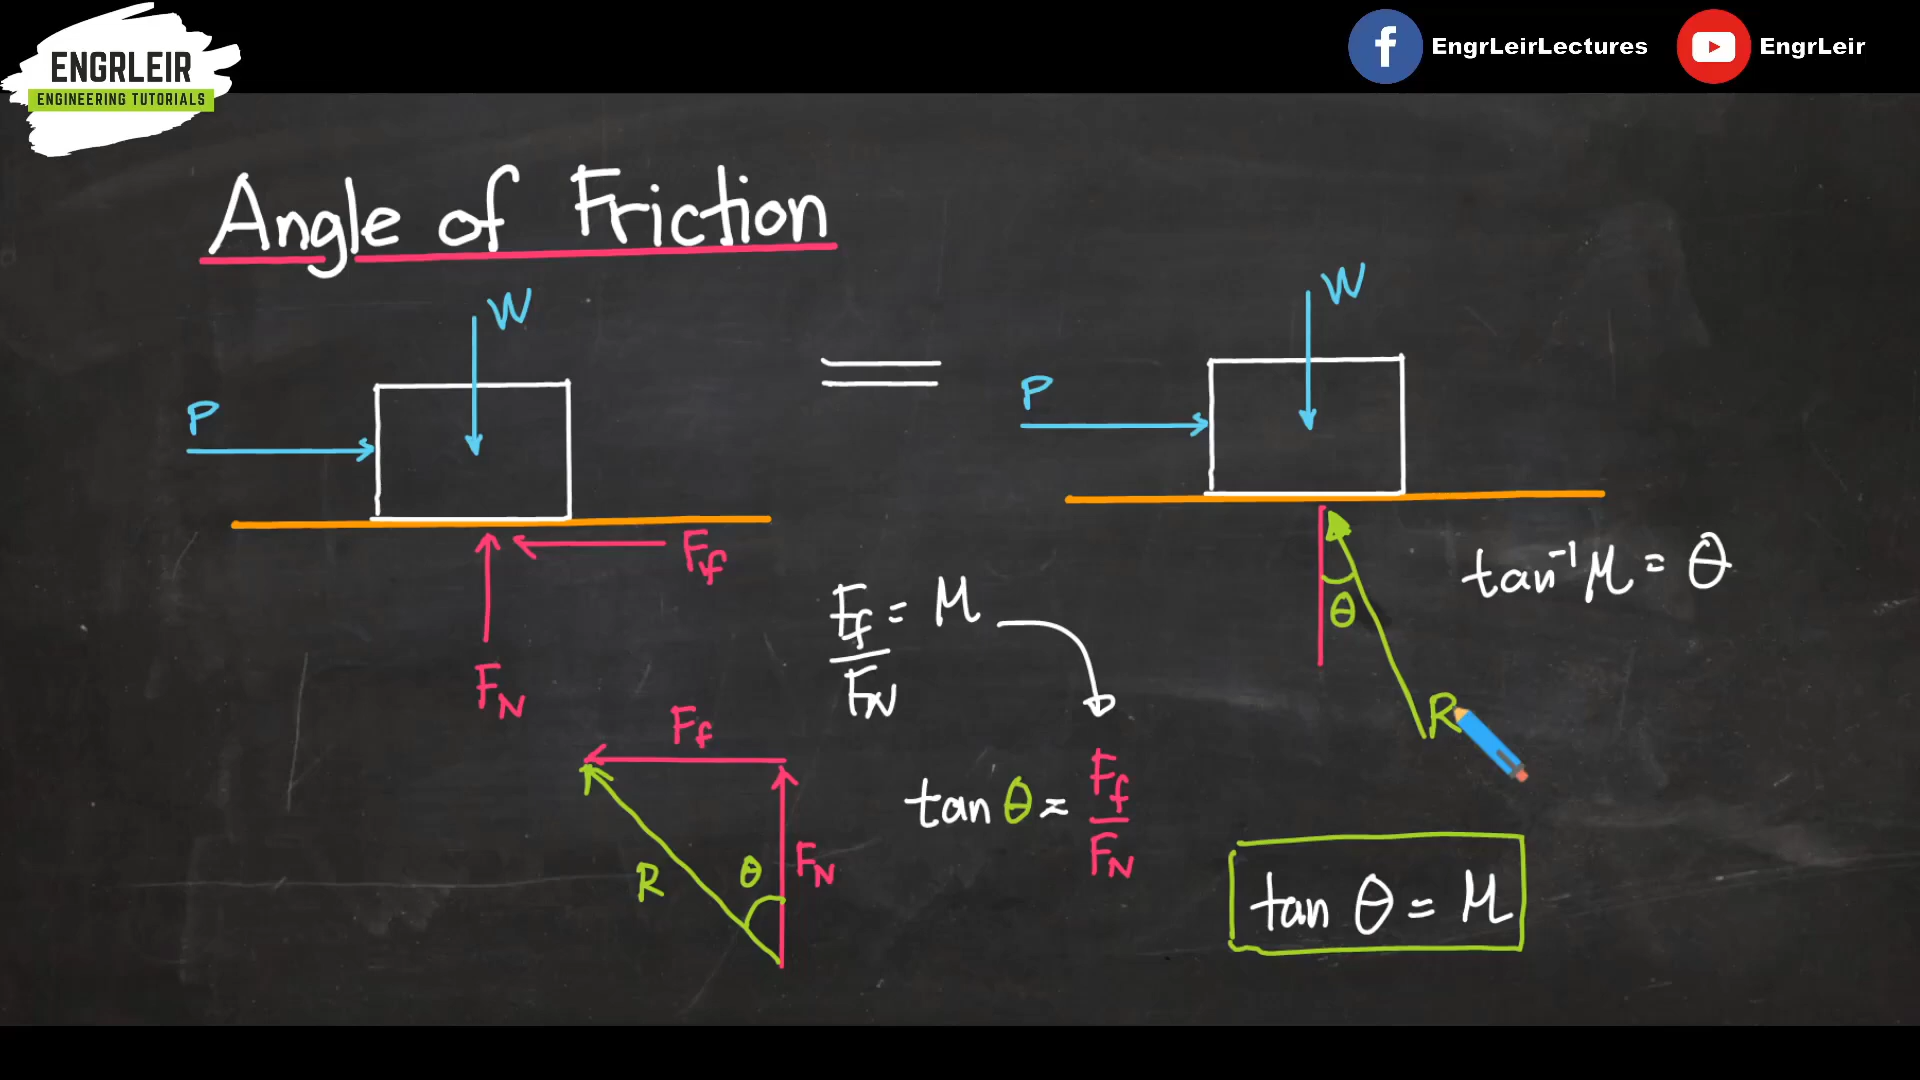 ENGRLEIR
ENGINEERING TUTORIALS
EngrLeirLectures
EngrLeir
Angle of Friction
W
P
Ff
FN
=
W
P
θ
R
tan⁻¹ μ = θ
Ff/FN = μ
Ff
FN
R
θ
tan θ = Ff/FN
tan θ = μ